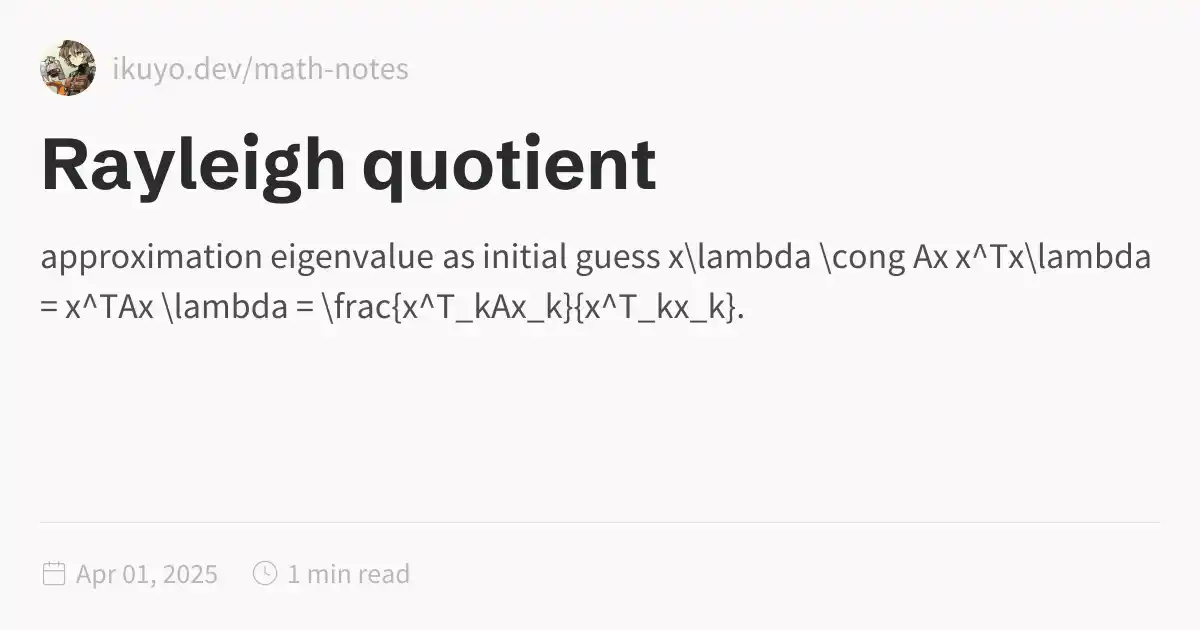 ikuyo.dev/math-notes
Rayleigh quotient
approximation eigenvalue as initial guess x\lambda \cong Ax x^Tx\lambda
= x^TAx \lambda = \frac{x^T_kAx_k}{x^T_kx_k}.
Apr 01, 2025 1 min read